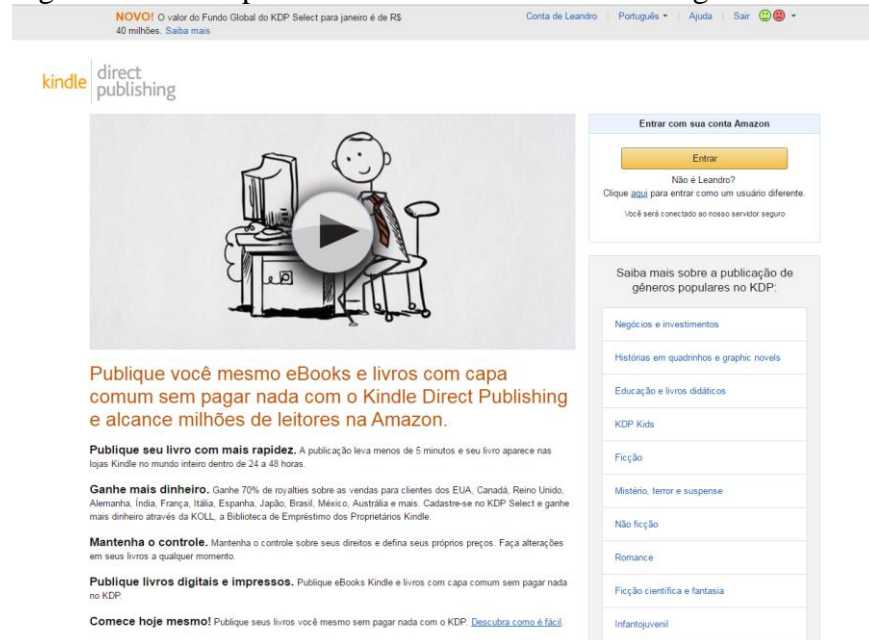 NOVO! O valor do Fundo Global do KDP Select para janeiro é de R$
40 milhões. Saiba mais
Conta de Leandro
Português
Ajuda
Sair
kindle direct
publishing
Entrar com sua conta Amazon
Entrar
Não é Leandro?
Clique aqui para entrar como um usuário diferente.
Você será conectado ao nosso servidor seguro
Publique você mesmo eBooks e livros com capa
comum sem pagar nada com o Kindle Direct Publishing
e alcance milhões de leitores na Amazon.
Publique seu livro com mais rapidez. A publicação leva menos de 5 minutos e seu livro aparece nas
lojas Kindle no mundo inteiro dentro de 24 a 48 horas.
Ganhe mais dinheiro. Ganhe 70% de royalties sobre as vendas para clientes dos EUA, Canadá, Reino Unido,
Alemanha, Índia, França, Itália, Espanha, Japão, Brasil, México, Austrália e mais. Cadastre-se no KDP Select e ganhe
mais dinheiro através da KOLL, a Biblioteca de Empréstimo dos Proprietários Kindle.
Mantenha o controle. Mantenha o controle sobre seus direitos e defina seus próprios preços. Faça alterações
em seus livros a qualquer momento.
Publique livros digitais e impressos. Publique eBooks Kindle e livros com capa comum sem pagar nada
no KDP.
Comece hoje mesmo! Publique seus livros você mesmo sem pagar nada com o KDP. Descubra como é fácil.
Saiba mais sobre a publicação de
gêneros populares no KDP:
Negócios e investimentos
Histórias em quadrinhos e graphic novels
Educação e livros didáticos
KDP Kids
Ficção
Mistério, terror e suspense
Não ficção
Romance
Ficção científica e fantasia
Infantojuvenil